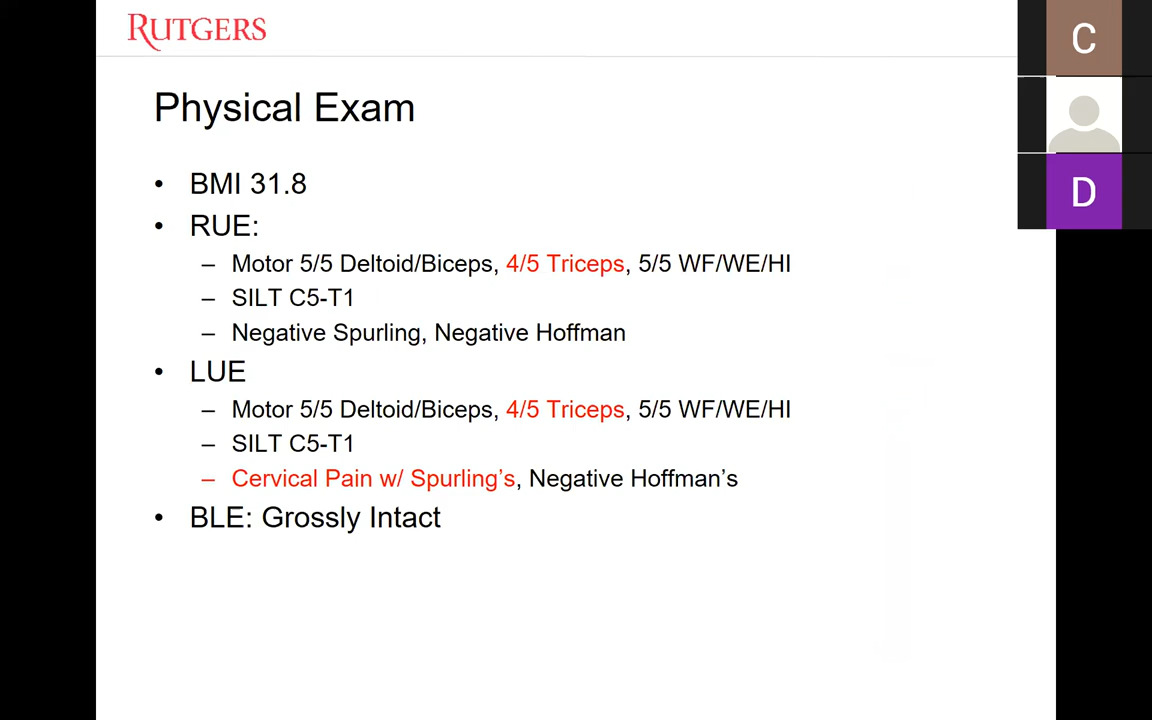 RUTGERS
C
Physical Exam
• BMI 31.8
D
• RUE:
– Motor 5/5 Deltoid/Biceps, 4/5 Triceps, 5/5 WF/WE/HI
– SILT C5-T1
– Negative Spurling, Negative Hoffman
• LUE
– Motor 5/5 Deltoid/Biceps, 4/5 Triceps, 5/5 WF/WE/HI
– SILT C5-T1
– Cervical Pain w/ Spurling’s, Negative Hoffman’s
• BLE: Grossly Intact